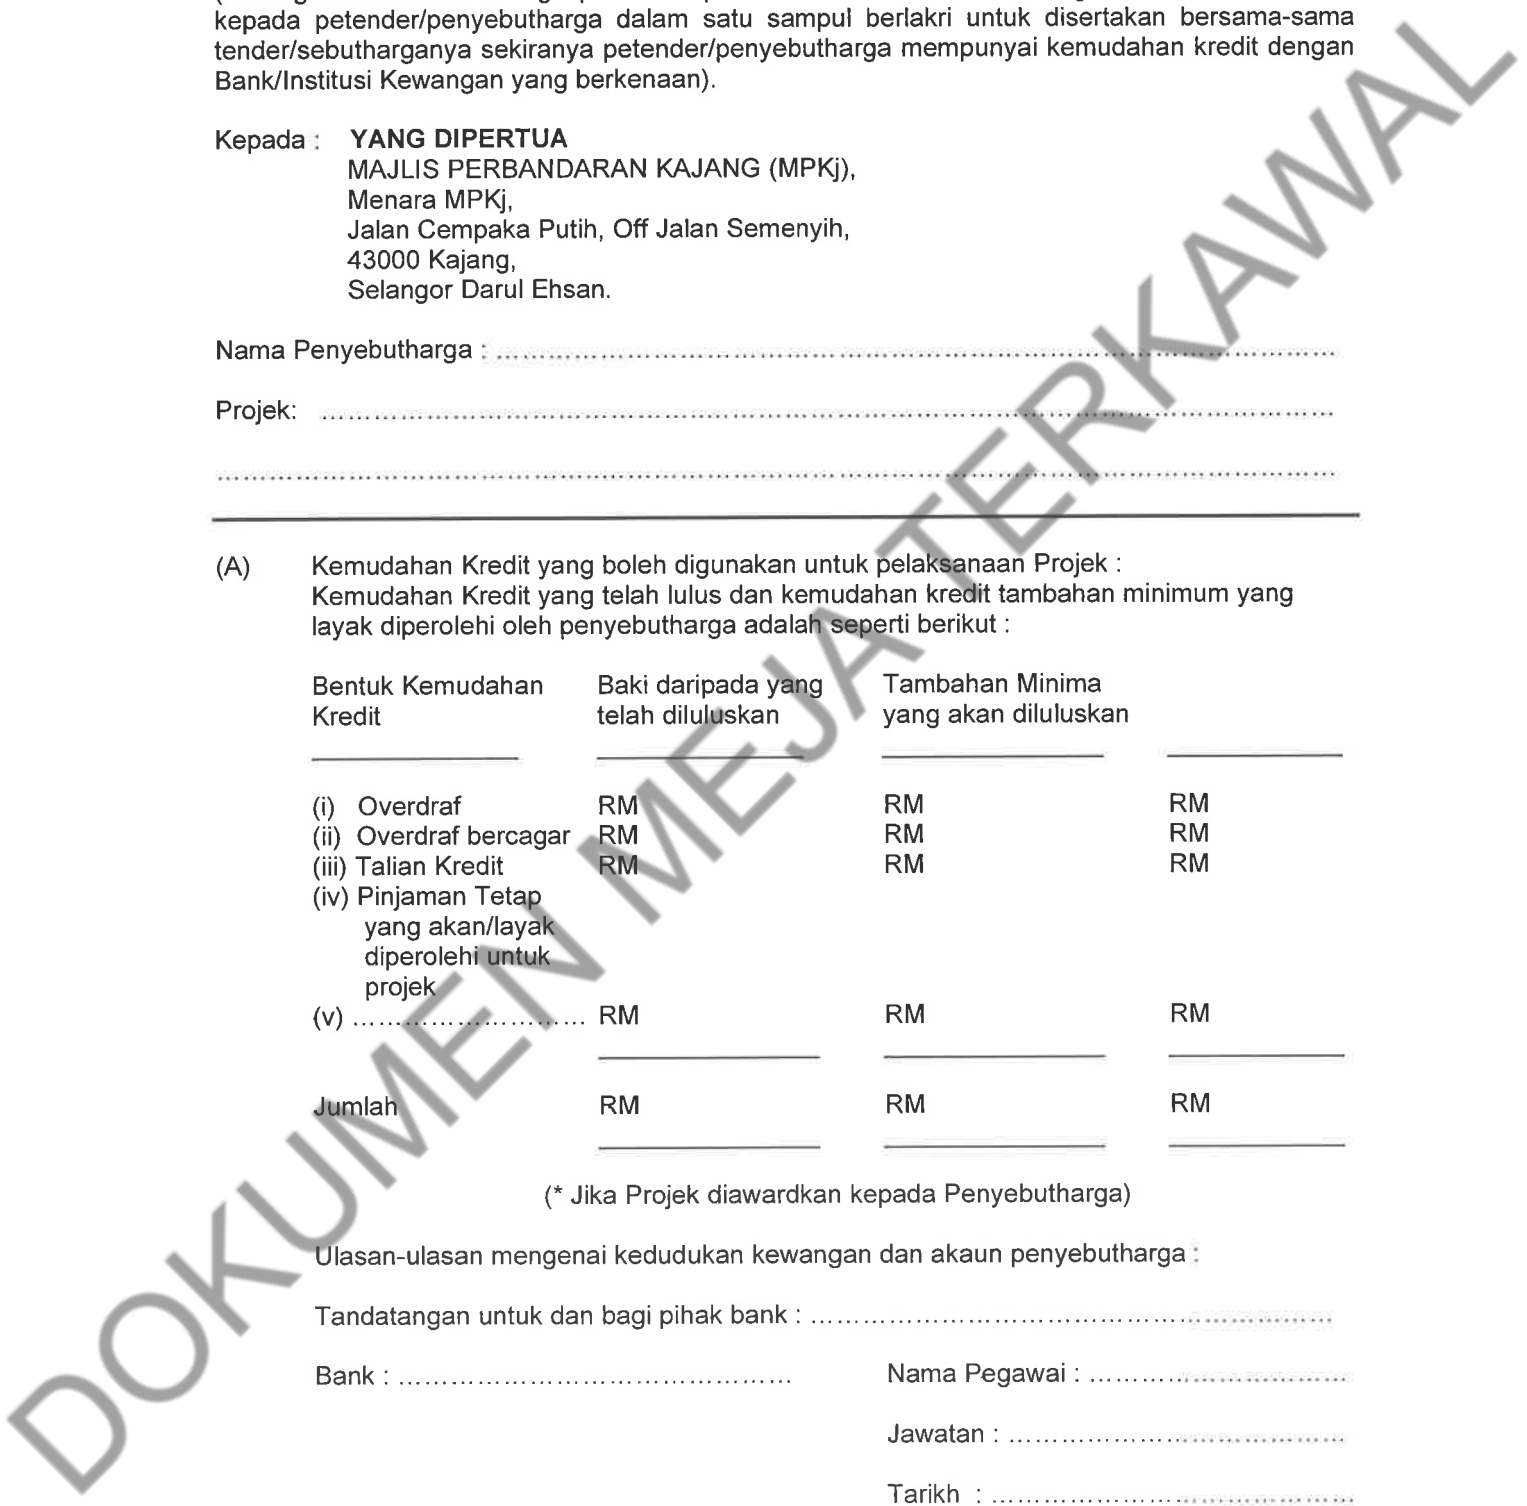 kepada petender/penyebutharga dalam satu sampul berlakri untuk disertakan bersama-sama
tender/sebutharganya sekiranya petender/penyebutharga mempunyai kemudahan kredit dengan
Bank/Institusi Kewangan yang berkenaan).
Kepada : YANG DIPERTUA
MAJLIS PERBANDARAN KAJANG (MPKj),
Menara MPKj,
Jalan Cempaka Putih, Off Jalan Semenyih,
43000 Kajang,
Selangor Darul Ehsan.
Nama Penyebutharga : ................................................................
Projek: ................................................................
................................................................
(A) Kemudahan Kredit yang boleh digunakan untuk pelaksanaan Projek :
Kemudahan Kredit yang telah lulus dan kemudahan kredit tambahan minimum yang
layak diperolehi oleh penyebutharga adalah seperti berikut :
Bentuk Kemudahan Baki daripada yang Tambahan Minima
Kredit telah diluluskan yang akan diluluskan
(i) Overdraf RM RM RM
(ii) Overdraf bercagar RM RM RM
(iii) Talian Kredit RM RM RM
(iv) Pinjaman Tetap
yang akan/layak
diperolehi untuk
projek
(v) ........................... RM RM RM
Jumlah RM RM RM
(* Jika Projek diawardkan kepada Penyebutharga)
Ulasan-ulasan mengenai kedudukan kewangan dan akaun penyebutharga :
Tandatangan untuk dan bagi pihak bank : ................................................................
Bank : ............................................. Nama Pegawai : ..............................
Jawatan : .......................................
Tarikh : .........................................
DOKUMEN MEJA TERKAWAL